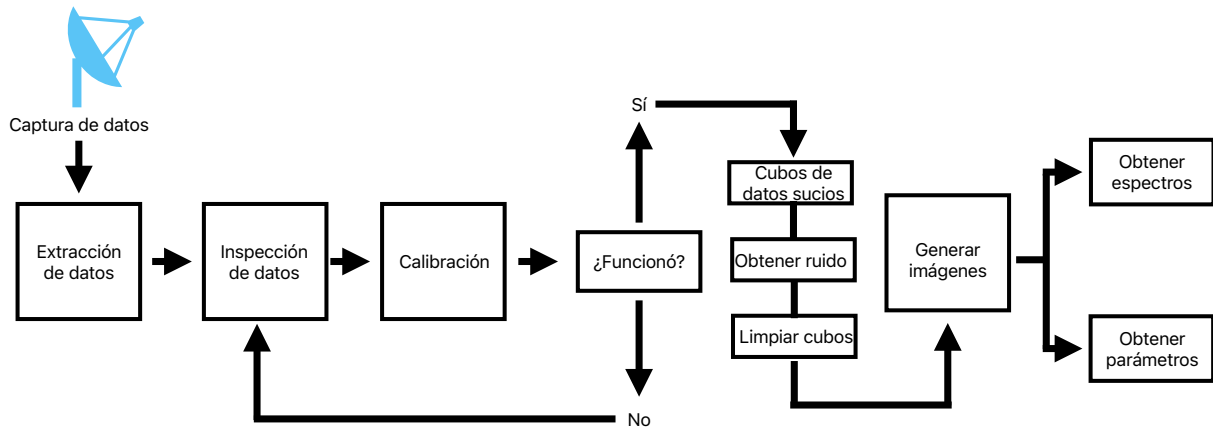 Captura de datos
Extracción
de datos
Inspección
de datos
Calibración
¿Funcionó?
Sí
No
Cubos de
datos sucios
Obtener ruido
Limpiar cubos
Generar
imágenes
Obtener
espectros
Obtener
parámetros